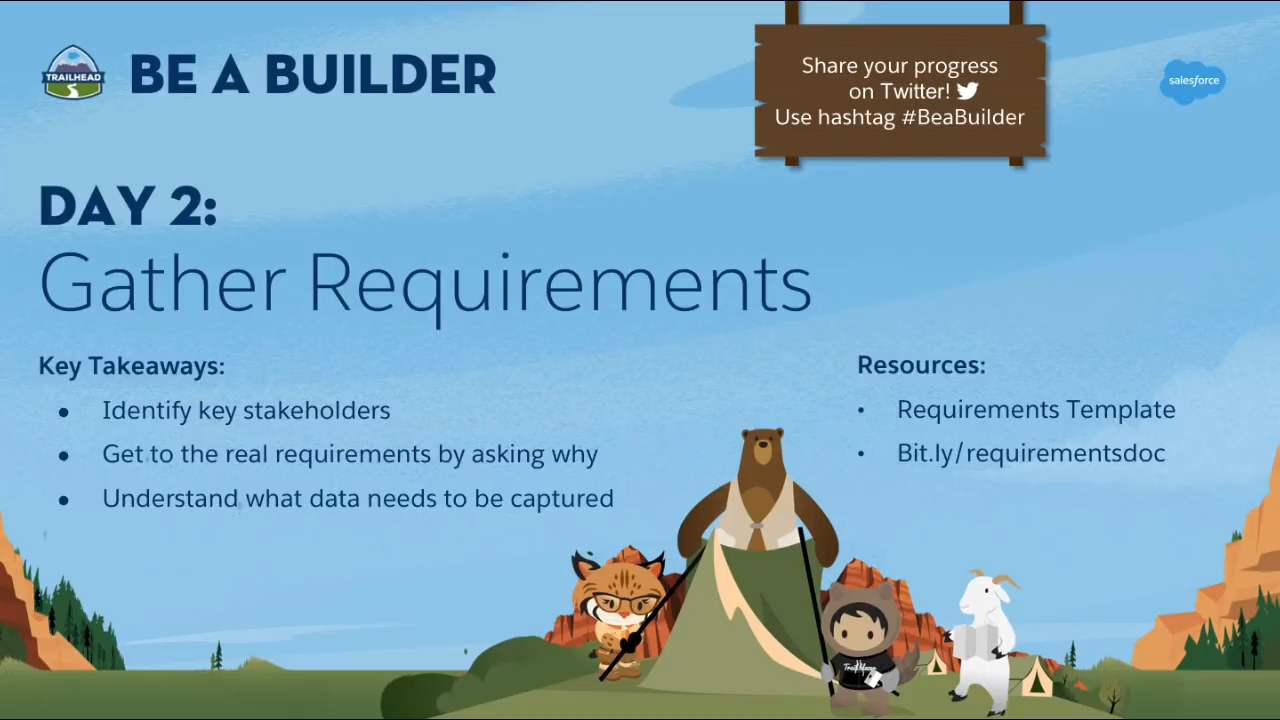 TRAILHEAD
BE A BUILDER
Share your progress
on Twitter!
Use hashtag #BeaBuilder
salesforce
DAY 2:
Gather Requirements
Key Takeaways:
● Identify key stakeholders
● Get to the real requirements by asking why
● Understand what data needs to be captured
Resources:
• Requirements Template
• Bit.ly/requirementsdoc